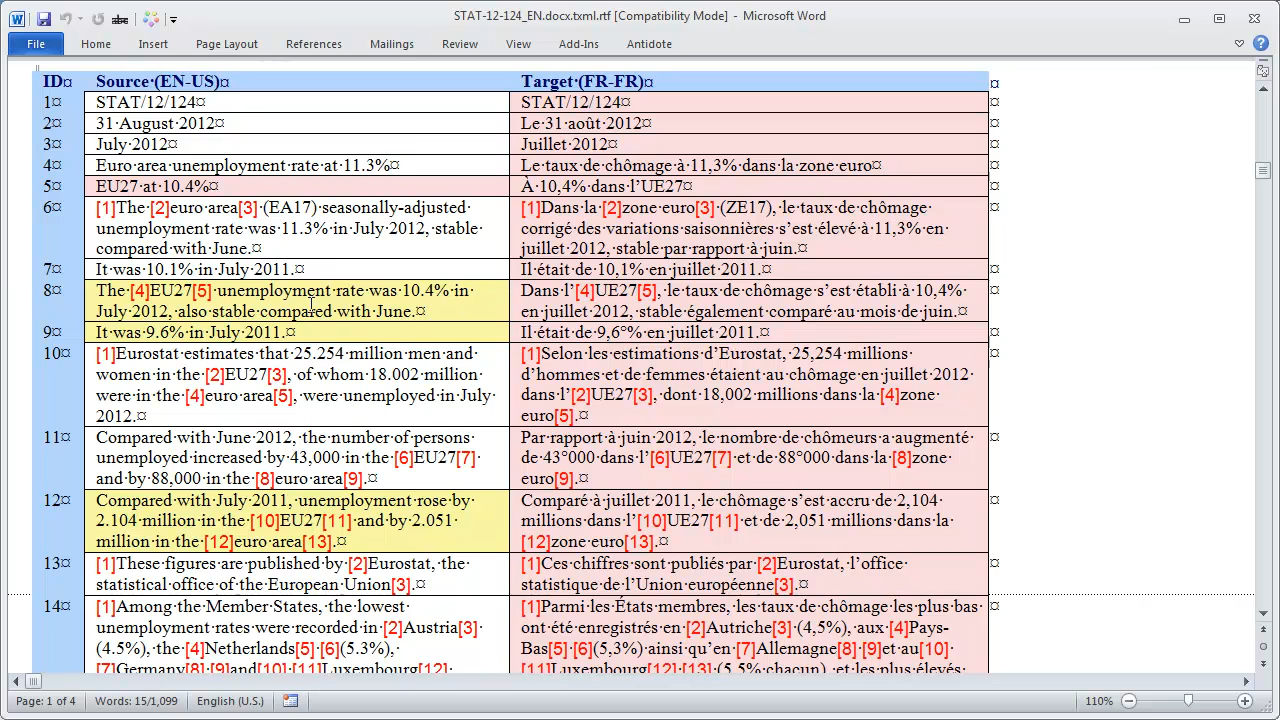 STAT-12-124_EN.docx.txml.rtf [Compatibility Mode] - Microsoft Word
File Home Insert Page Layout References Mailings Review View Add-Ins Antidote
ID¤ Source·(EN-US)¤ Target·(FR-FR)¤ ¤
1¤ STAT/12/124¤ STAT/12/124¤ ¤
2¤ 31·August·2012¤ Le·31·août·2012¤ ¤
3¤ July·2012¤ Juillet·2012¤ ¤
4¤ Euro·area·unemployment·rate·at·11.3%¤ Le·taux·de·chômage·à·11,3%·dans·la·zone·euro¤ ¤
5¤ EU27·at·10.4%¤ À·10,4%·dans·l’UE27¤ ¤
6¤ [1]The·[2]euro·area[3]·(EA17)·seasonally-adjusted· [1]Dans·la·[2]zone·euro[3]·(ZE17),·le·taux·de·chômage· ¤
unemployment·rate·was·11.3%·in·July·2012,·stable· corrigé·des·variations·saisonnières·s’est·élevé·à·11,3%·en·
compared·with·June.¤ juillet·2012,·stable·par·rapport·à·juin.¤
7¤ It·was·10.1%·in·July·2011.¤ Il·était·de·10,1%·en·juillet·2011.¤ ¤
8¤ The·[4]EU27[5]·unemployment·rate·was·10.4%·in· Dans·l’[4]UE27[5],·le·taux·de·chômage·s’est·établi·à·10,4%· ¤
July·2012,·also·stable·compared·with·June.¤ en·juillet·2012,·stable·également·comparé·au·mois·de·juin.¤
9¤ It·was·9.6%·in·July·2011.¤ Il·était·de·9,6°%·en·juillet·2011.¤ ¤
10¤ [1]Eurostat·estimates·that·25.254·million·men·and· [1]Selon·les·estimations·d’Eurostat,·25,254·millions· ¤
women·in·the·[2]EU27[3],·of·whom·18.002·million· d’hommes·et·de·femmes·étaient·au·chômage·en·juillet·2012·
were·in·the·[4]euro·area[5],·were·unemployed·in·July· dans·l’[2]UE27[3],·dont·18,002·millions·dans·la·[4]zone·
2012.¤ euro[5].¤
11¤ Compared·with·June·2012,·the·number·of·persons· Par·rapport·à·juin·2012,·le·nombre·de·chômeurs·a·augmenté· ¤
unemployed·increased·by·43,000·in·the·[6]EU27[7]· de·43°000·dans·l’[6]UE27[7]·et·de·88°000·dans·la·[8]zone·
and·by·88,000·in·the·[8]euro·area[9].¤ euro[9].¤
12¤ Compared·with·July·2011,·unemployment·rose·by· Comparé·à·juillet·2011,·le·chômage·s’est·accru·de·2,104· ¤
2.104·million·in·the·[10]EU27[11]·and·by·2.051· millions·dans·l’[10]UE27[11]·et·de·2,051·millions·dans·la·
million·in·the·[12]euro·area[13].¤ [12]zone·euro[13].¤
13¤ [1]These·figures·are·published·by·[2]Eurostat,·the· [1]Ces·chiffres·sont·publiés·par·[2]Eurostat,·l’office· ¤
statistical·office·of·the·European·Union[3].¤ statistique·de·l’Union·européenne[3].¤
14¤ [1]Among·the·Member·States,·the·lowest· [1]Parmi·les·États·membres,·les·taux·de·chômage·les·plus·bas· ¤
unemployment·rates·were·recorded·in·[2]Austria[3]· ont·été·enregistrés·en·[2]Autriche[3]·(4,5%),·aux·[4]Pays-
(4.5%),·the·[4]Netherlands[5]·[6](5.3%),· Bas[5]·[6](5,3%)·ainsi·qu’en·[7]Allemagne[8]·[9]et·au[10]·
[7]Germany[8]·[9]and[10]·[11]Luxembourg[12]· [11]Luxembourg[12]·[13]·(5,5%·chacun),·et·les·plus·élevés·
Page: 1 of 4 Words: 15/1,099 English (U.S.) 110%